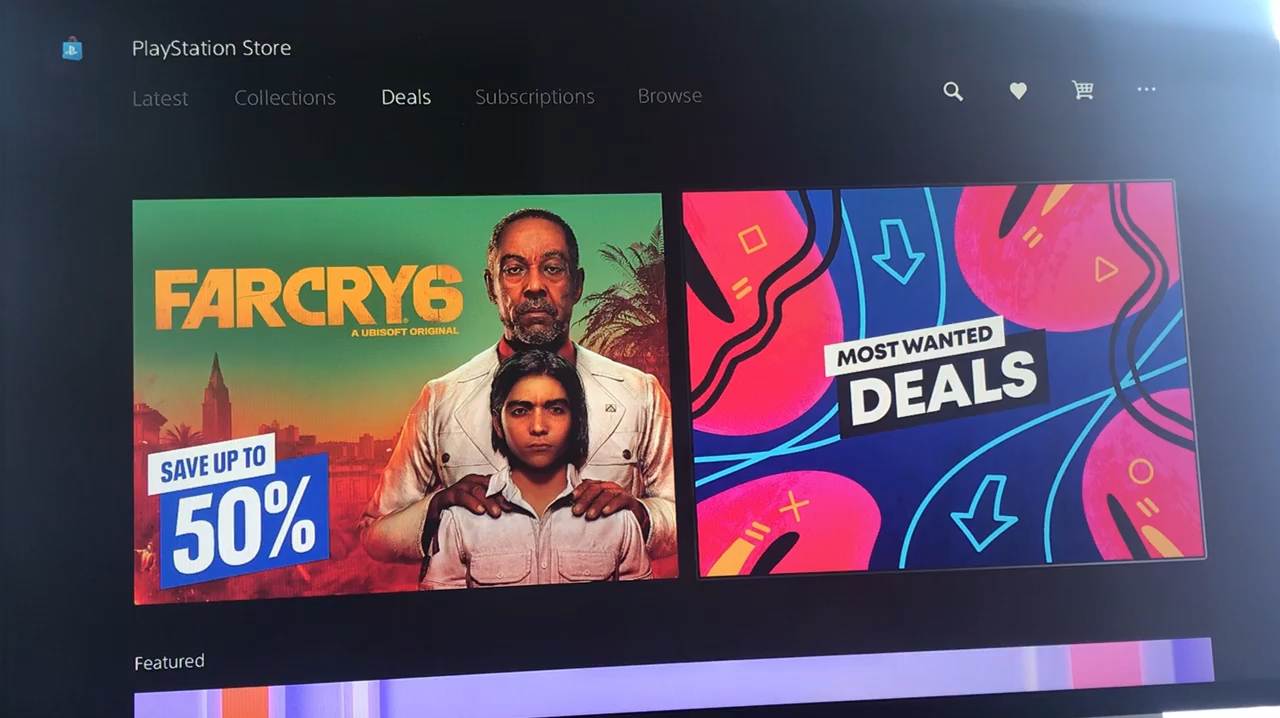 PlayStation Store
Latest Collections Deals Subscriptions Browse
FARCRY6
A UBISOFT ORIGINAL
SAVE UP TO
50%
MOST WANTED
DEALS
Featured